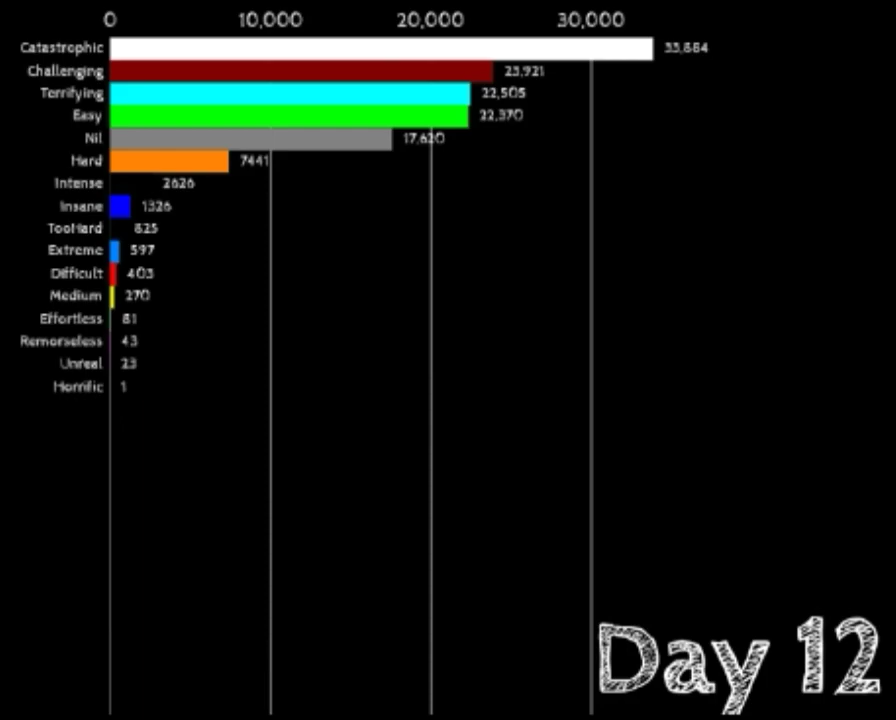 0 10,000 20,000 30,000
Catastrophic 33,884
Challenging 23,921
Terrifying 22,505
Easy 22,370
Nil 17,620
Hard 7441
Intense 2626
Insane 1326
TooHard 825
Extreme 597
Difficult 403
Medium 270
Effortless 81
Remorseless 43
Unreal 23
Horrific 1
Day 12